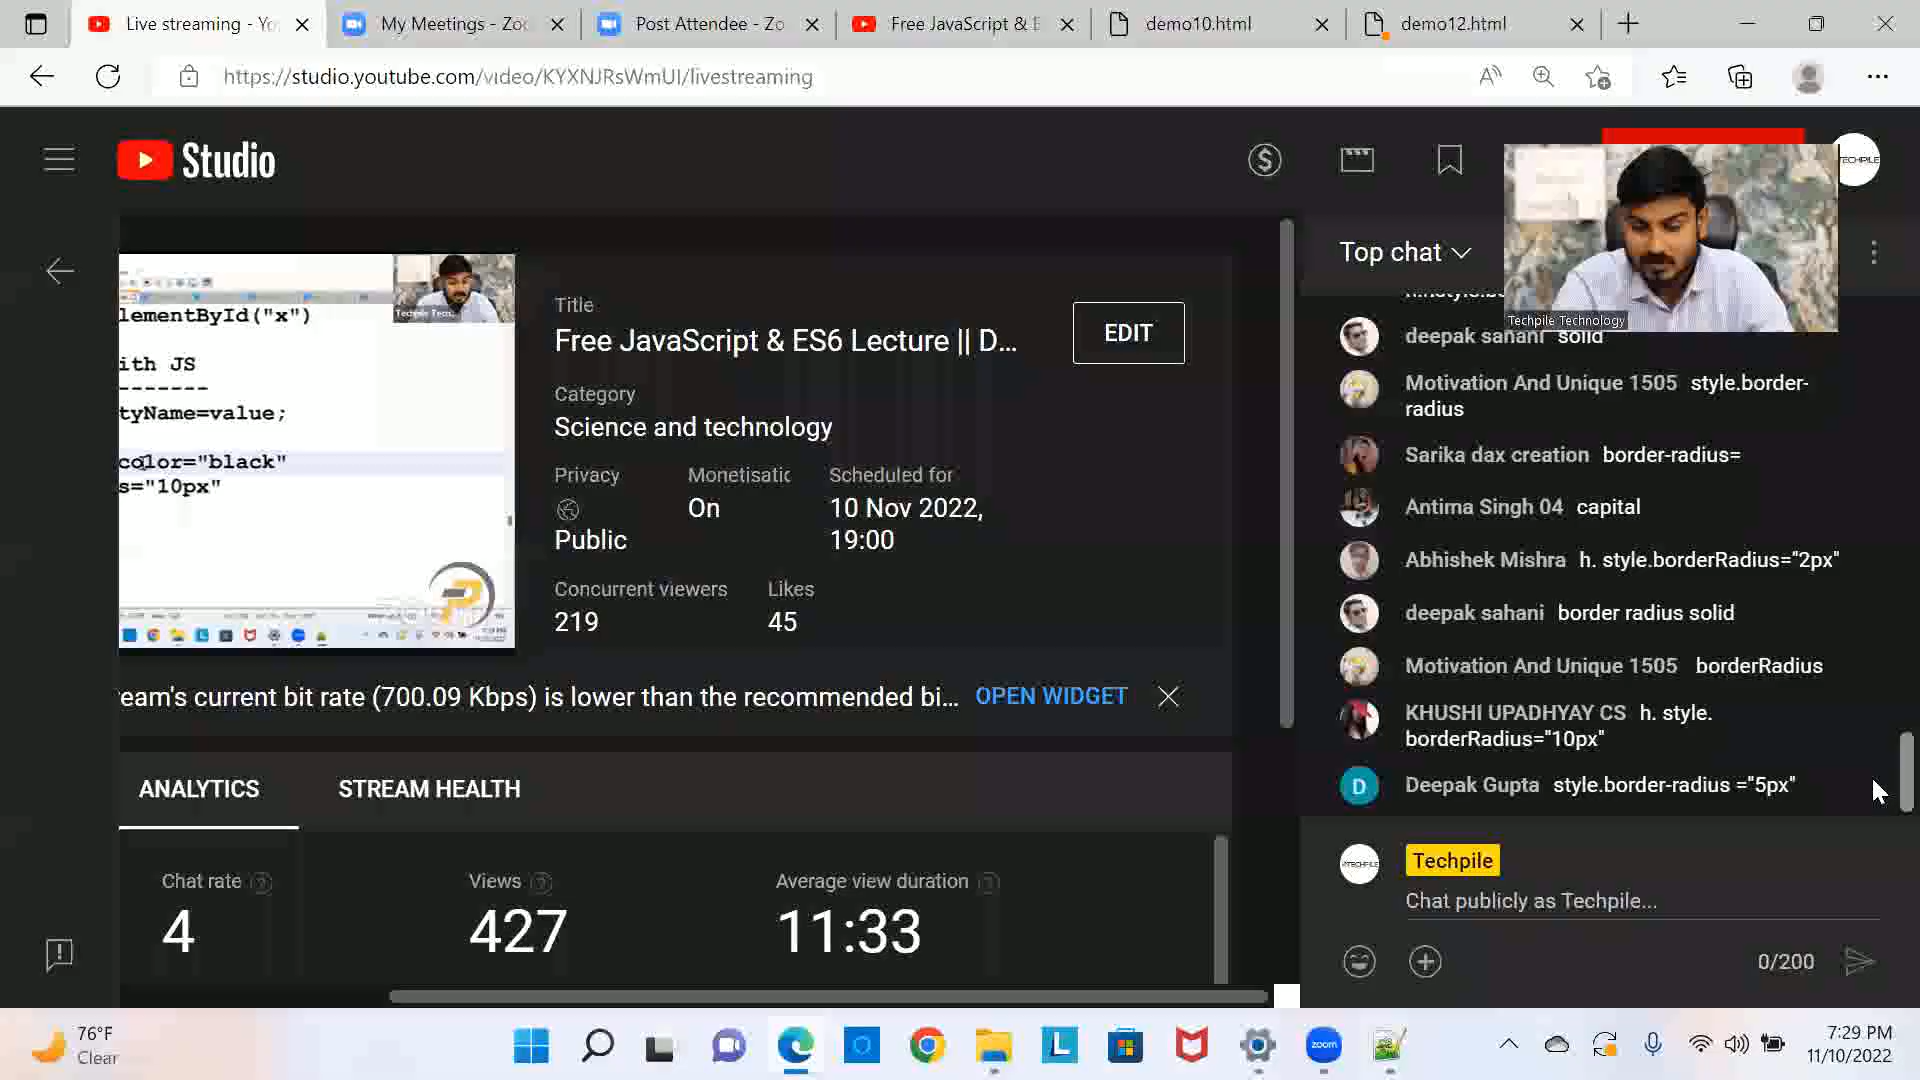 Live streaming - Yo
My Meetings - Zoo
Post Attendee - Zo
Free JavaScript & E
demo10.html
demo12.html
https://studio.youtube.com/video/KYXNJRsWmUI/livestreaming
Studio
TECHPILE
Top chat
Techpile Technology
lementById("x")
ith JS
-------
tyName=value;
color="black"
s="10px"
Title
Free JavaScript & ES6 Lecture || D...
EDIT
Category
Science and technology
Privacy
Public
Monetisatic
On
Scheduled for
10 Nov 2022,
19:00
Concurrent viewers
219
Likes
45
ream's current bit rate (700.09 Kbps) is lower than the recommended bi...
OPEN WIDGET
ANALYTICS
STREAM HEALTH
Chat rate
4
Views
427
Average view duration
11:33
deepak sahani solid
Motivation And Unique 1505 style.border-
radius
Sarika dax creation border-radius=
Antima Singh 04 capital
Abhishek Mishra h. style.borderRadius="2px"
deepak sahani border radius solid
Motivation And Unique 1505 borderRadius
KHUSHI UPADHYAY CS h. style.
borderRadius="10px"
D
Deepak Gupta style.border-radius ="5px"
Techpile
Chat publicly as Techpile...
0/200
76°F
Clear
zoom
7:29 PM
11/10/2022